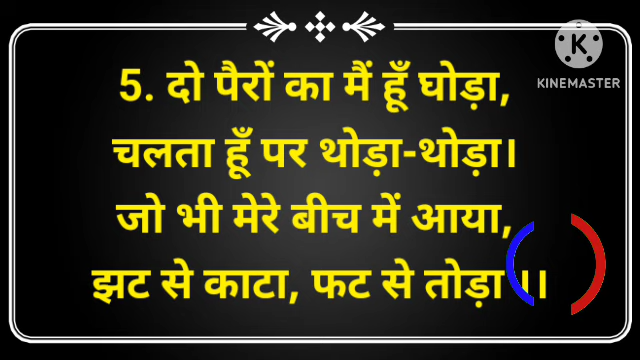 KINEMASTER
5. दो पैरों का मैं हूँ घोड़ा,
चलता हूँ पर थोड़ा-थोड़ा।
जो भी मेरे बीच में आया,
झट से काटा, फट से तोड़ा ।।